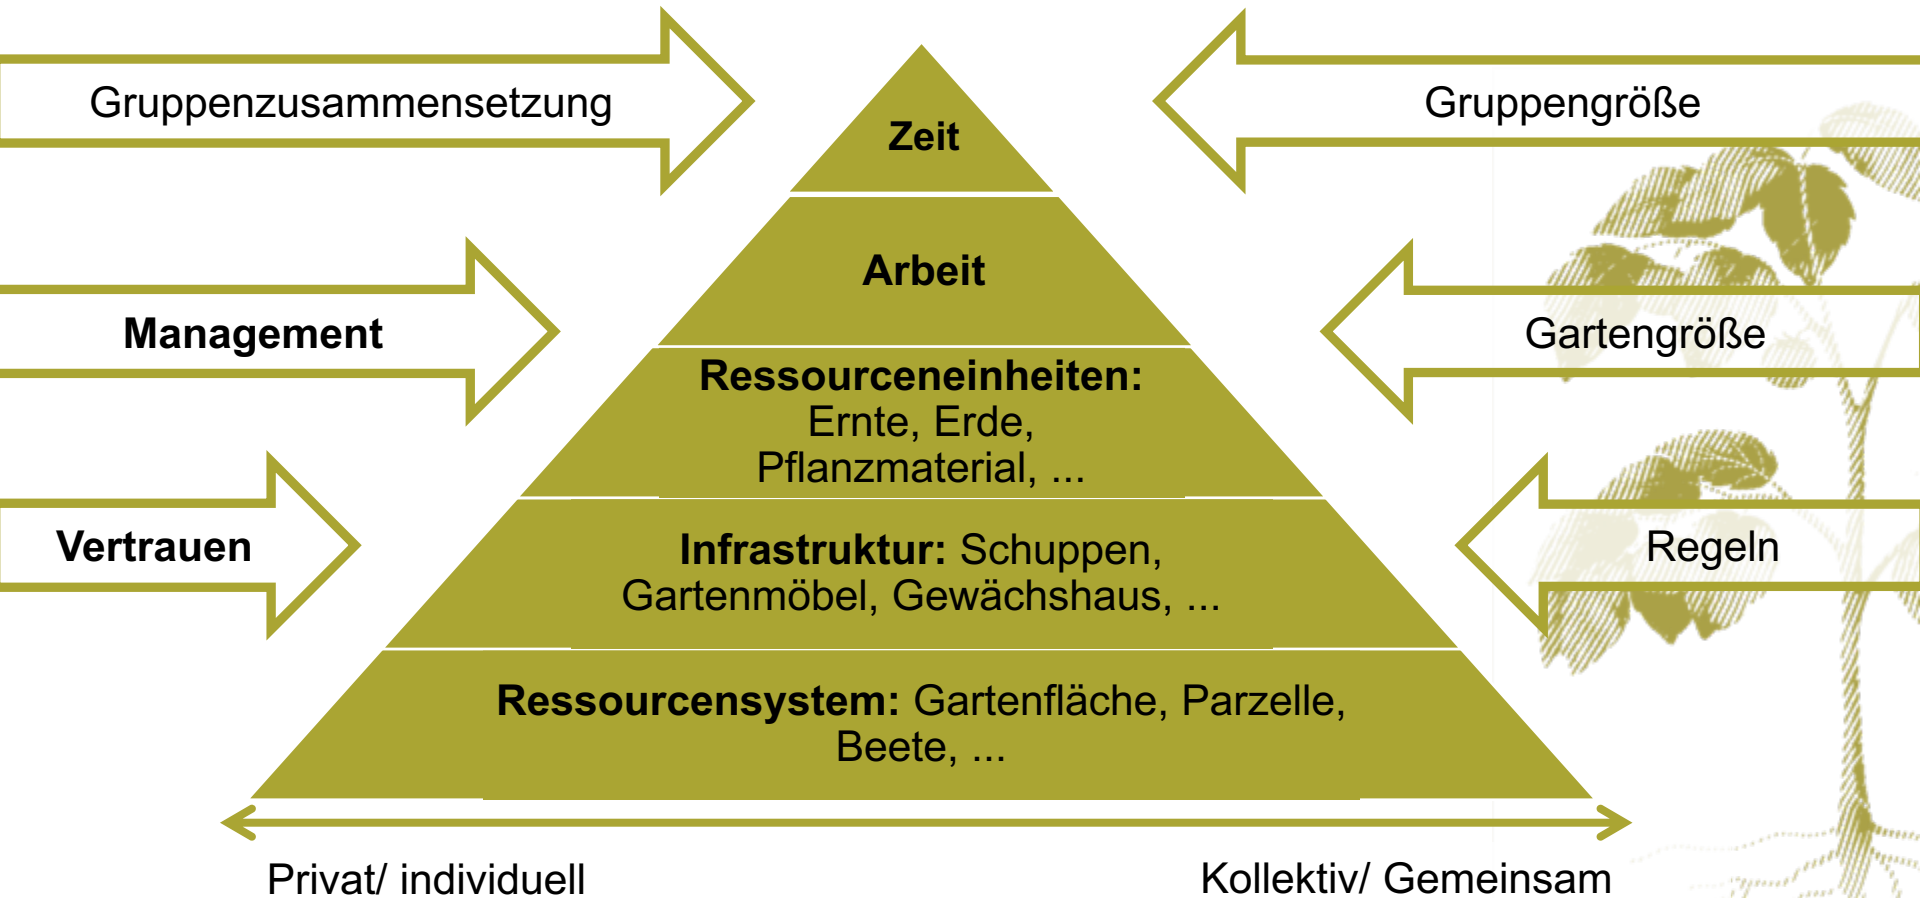 Gruppenzusammensetzung
Gruppengröße
Zeit
Arbeit
Management
Gartengröße
Ressourceneinheiten:
Ernte, Erde,
Pflanzmaterial, ...
Vertrauen
Infrastruktur: Schuppen,
Gartenmöbel, Gewächshaus, ...
Regeln
Ressourcensystem: Gartenfläche, Parzelle,
Beete, ...
Privat/ individuell
Kollektiv/ Gemeinsam